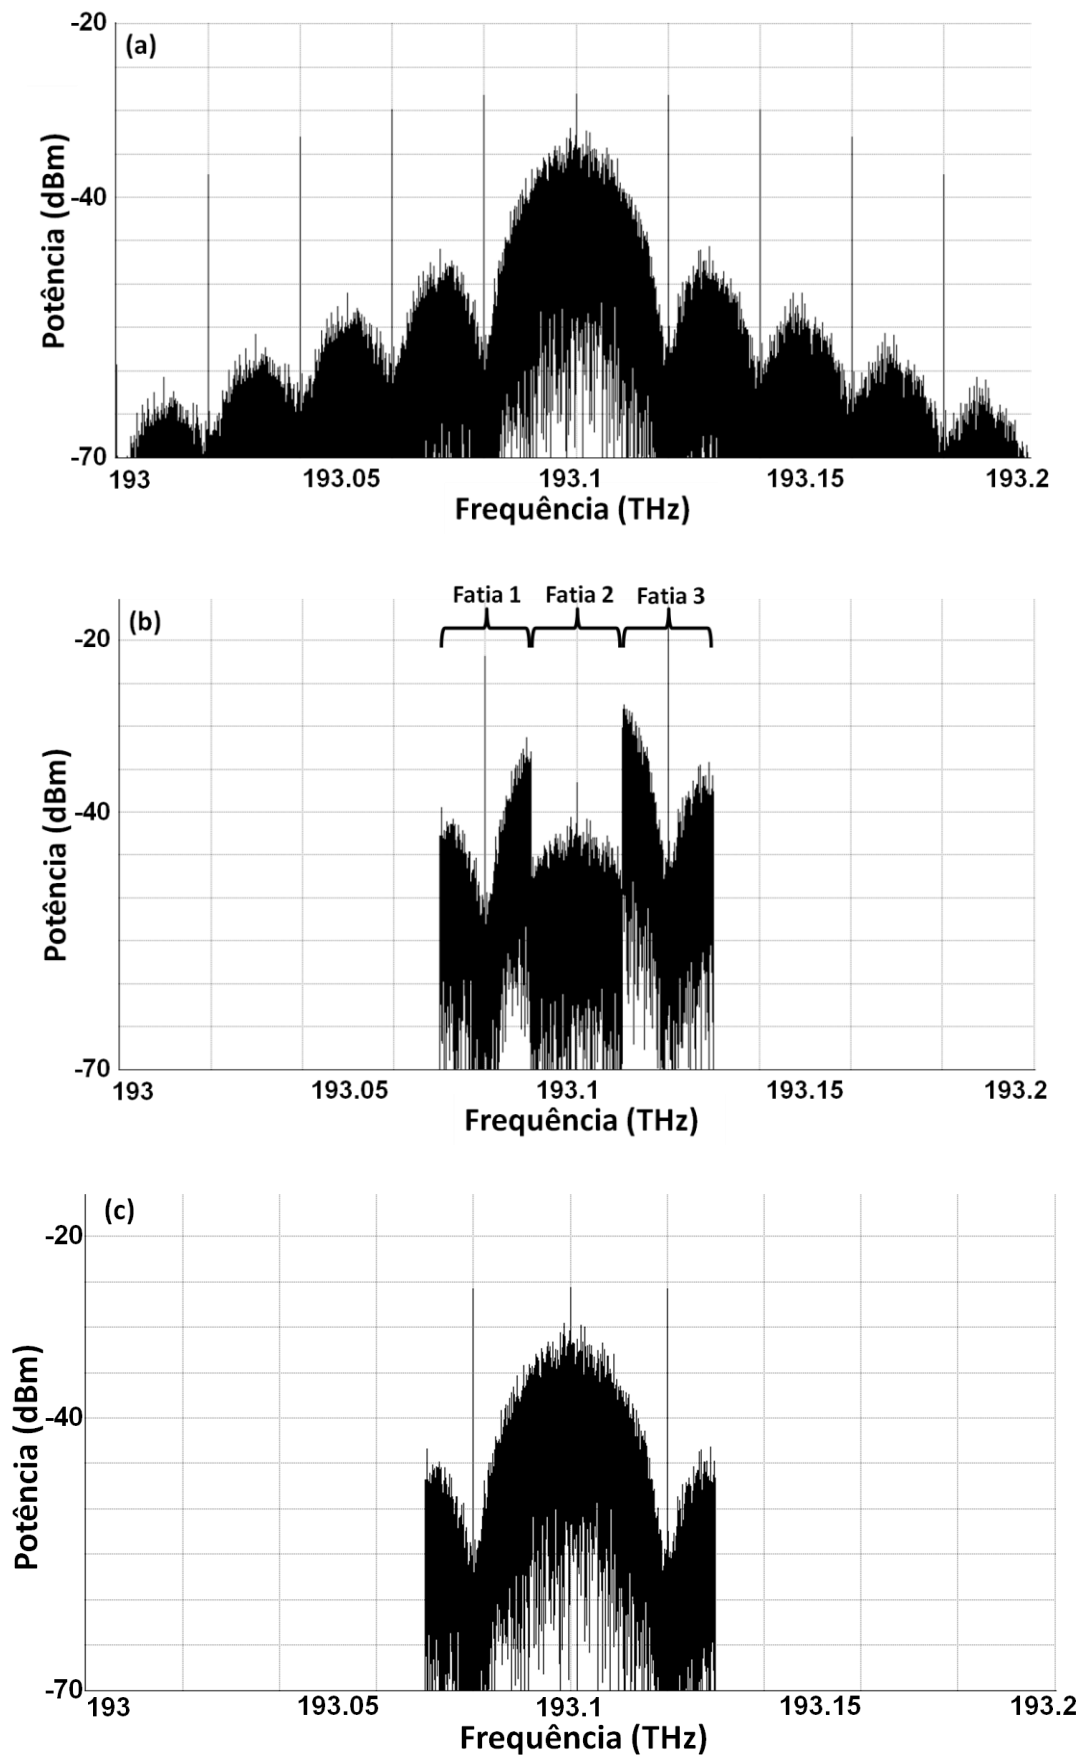 -20
(a)
-40
-70
Potência (dBm)
193
193.05
193.1
193.15
193.2
Frequência (THz)
Fatia 1
Fatia 2
Fatia 3
(b)
-20
-40
-70
Potência (dBm)
193
193.05
193.1
193.15
193.2
Frequência (THz)
(c)
-20
-40
-70
Potência (dBm)
193
193.05
193.1
193.15
193.2
Frequência (THz)